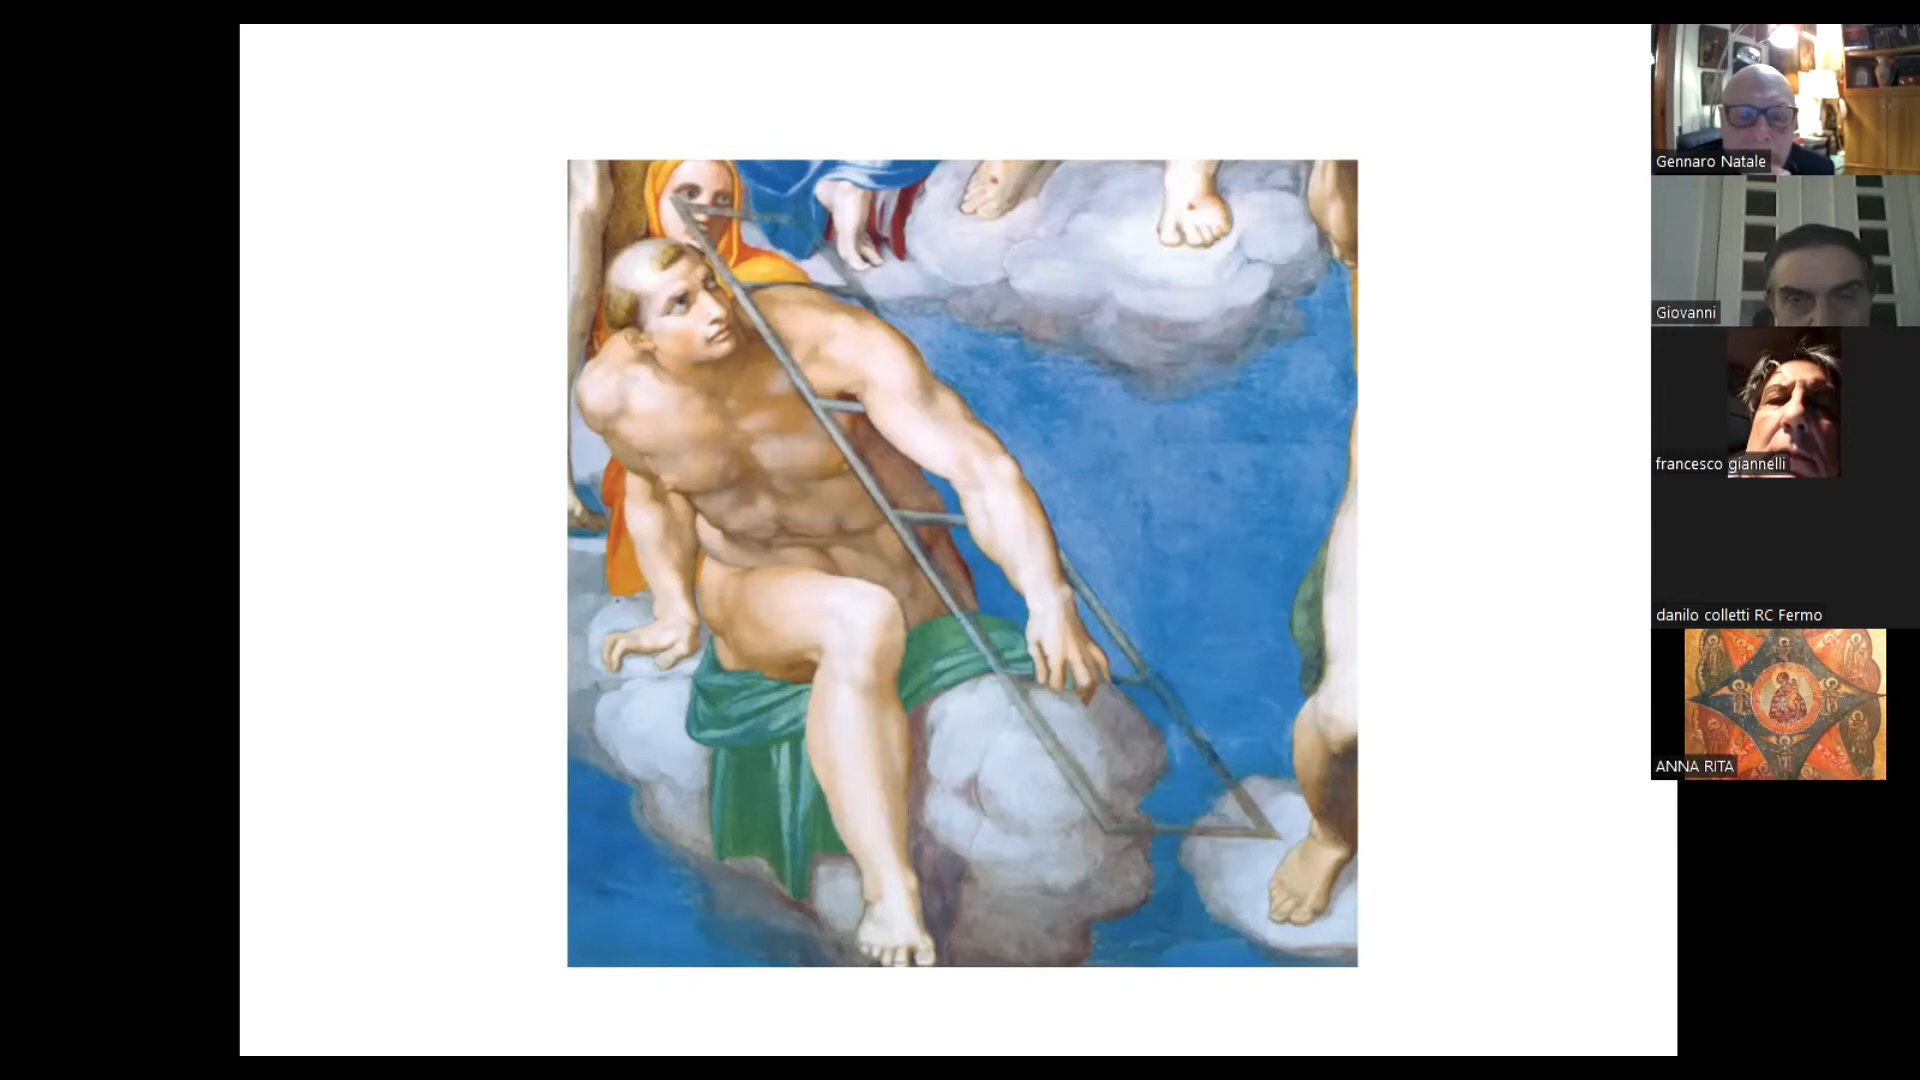 Gennaro Natale
Giovanni
francesco giannelli
danilo colletti RC Fermo
ANNA RITA